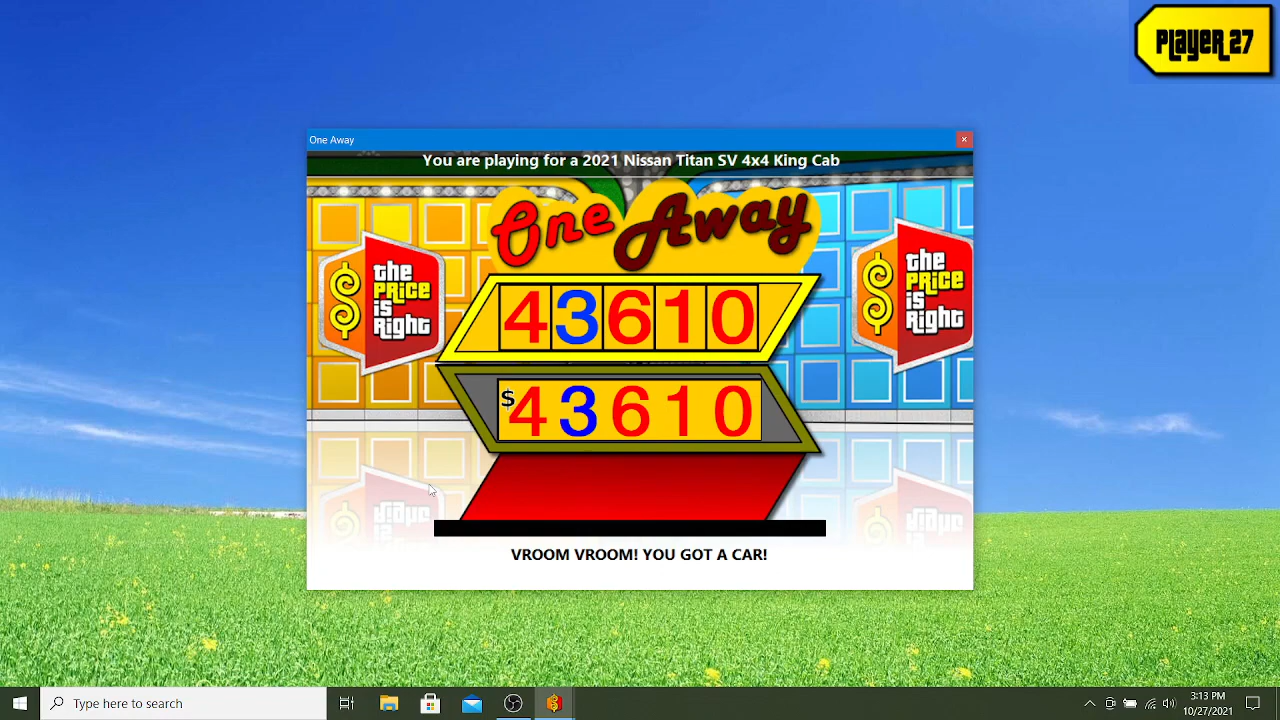 PLAYER 27
One Away
You are playing for a 2021 Nissan Titan SV 4x4 King Cab
One Away
$ the PRiCE is Right
$ the PRiCE is Right
43610
$43610
VROOM VROOM! YOU GOT A CAR!
Type here to search
3:13 PM
10/27/2021